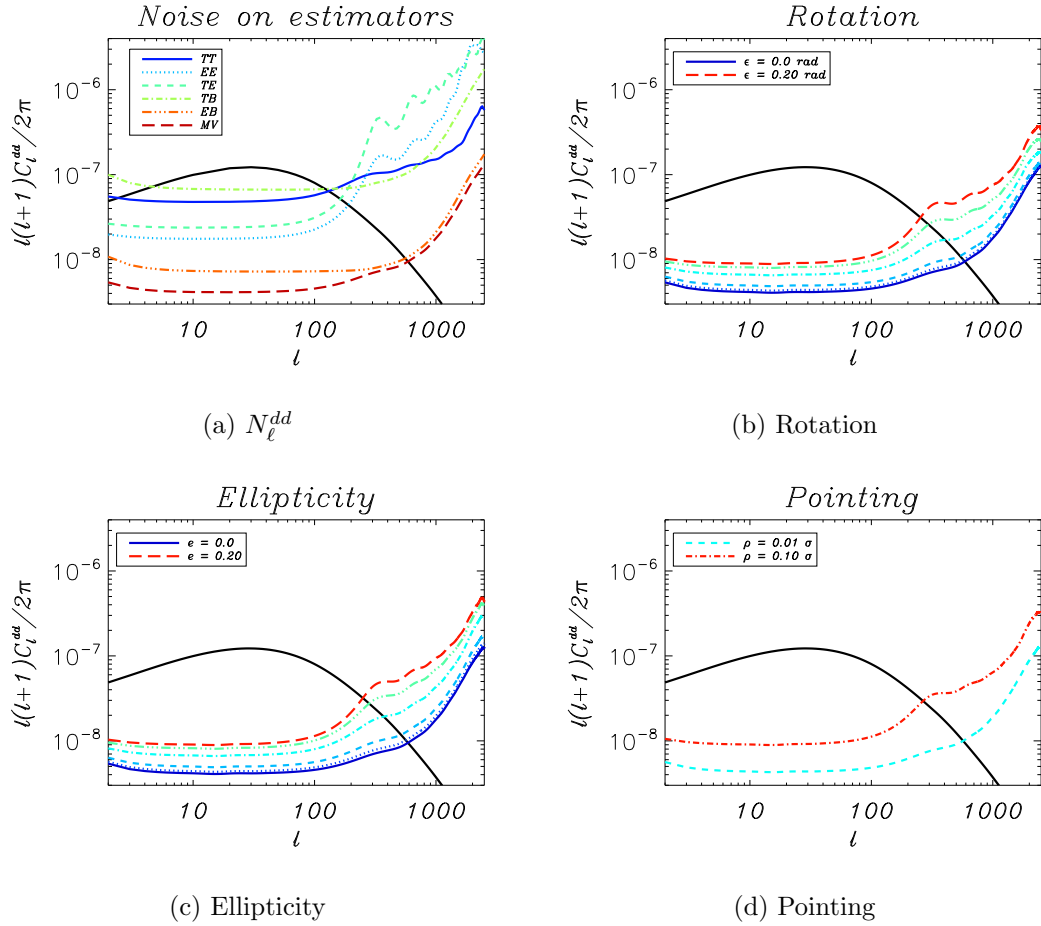 Noise on estimators
TT
EE
TE
TB
EB
MV
10⁻⁶
10⁻⁷
10⁻⁸
l(l+1)C_l^dd/2π
10 100 1000
l
(a) N_ℓ^dd
Rotation
ϵ = 0.0 rad
ϵ = 0.20 rad
10⁻⁶
10⁻⁷
10⁻⁸
l(l+1)C_l^dd/2π
10 100 1000
l
(b) Rotation
Ellipticity
e = 0.0
e = 0.20
10⁻⁶
10⁻⁷
10⁻⁸
l(l+1)C_l^dd/2π
10 100 1000
l
(c) Ellipticity
Pointing
ρ = 0.01 σ
ρ = 0.10 σ
10⁻⁶
10⁻⁷
10⁻⁸
l(l+1)C_l^dd/2π
10 100 1000
l
(d) Pointing